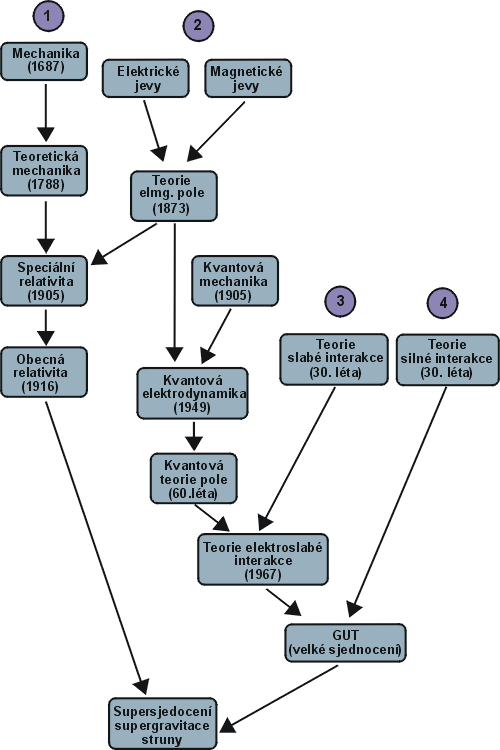 1
2
Mechanika
(1687)
Elektrické
jevy
Magnetické
jevy
Teoretická
mechanika
(1788)
Teorie
elmg. pole
(1873)
Speciální
relativita
(1905)
Kvantová
mechanika
(1905)
3
4
Teorie
slabé interakce
(30. léta)
Teorie
silné interakce
(30. léta)
Obecná
relativita
(1916)
Kvantová
elektrodynamika
(1949)
Kvantová
teorie pole
(60.léta)
Teorie elektroslabé
interakce
(1967)
GUT
(velké sjednocení)
Supersjedocení
supergravitace
struny